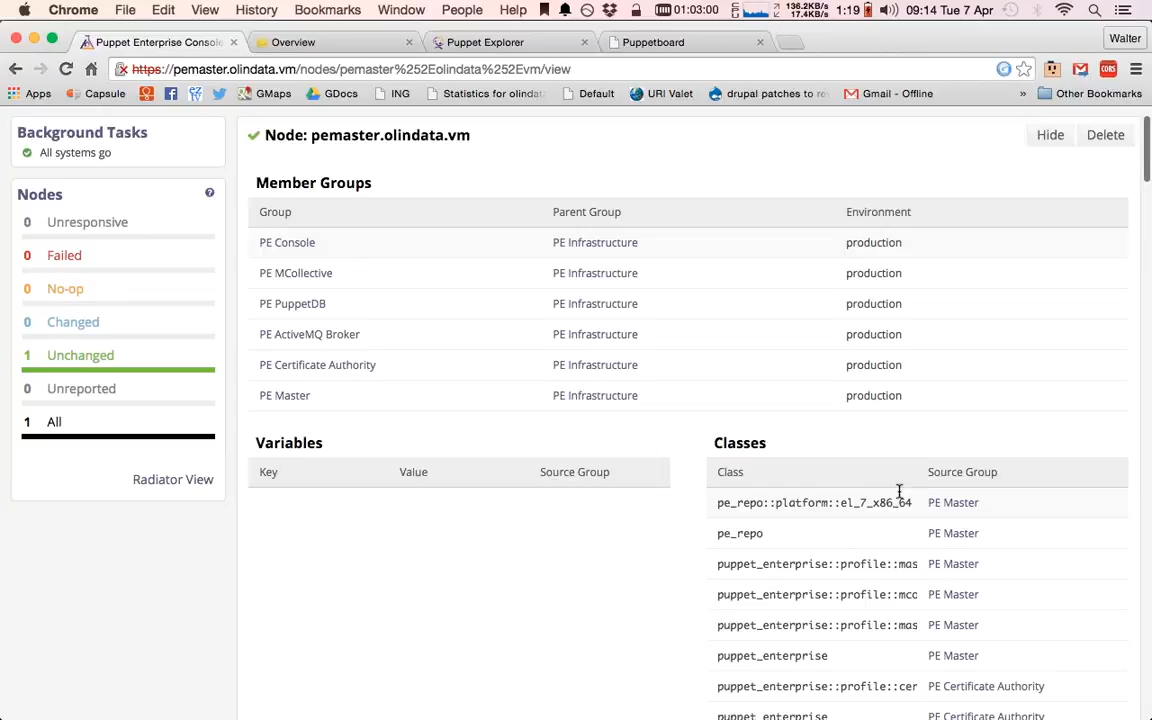 Chrome File Edit View History Bookmarks Window People Help 01:03:00 136.2KB/s 17.4KB/s 1:19 09:14 Tue 7 Apr
Puppet Enterprise Console Overview Puppet Explorer Puppetboard Walter
https://pemaster.olindata.vm/nodes/pemaster%252Eolindata%252Evm/view
Apps Capsule GMaps GDocs ING Statistics for olindat Default URI Valet drupal patches to re Gmail - Offline » Other Bookmarks
Background Tasks
All systems go
Nodes
0 Unresponsive
0 Failed
0 No-op
0 Changed
1 Unchanged
0 Unreported
1 All
Radiator View
Node: pemaster.olindata.vm Hide Delete
Member Groups
Group Parent Group Environment
PE Console PE Infrastructure production
PE MCollective PE Infrastructure production
PE PuppetDB PE Infrastructure production
PE ActiveMQ Broker PE Infrastructure production
PE Certificate Authority PE Infrastructure production
PE Master PE Infrastructure production
Variables
Key Value Source Group
Classes
Class Source Group
pe_repo::platform::el_7_x86_64 PE Master
pe_repo PE Master
puppet_enterprise::profile::mas PE Master
puppet_enterprise::profile::mco PE Master
puppet_enterprise::profile::mas PE Master
puppet_enterprise PE Master
puppet_enterprise::profile::cer PE Certificate Authority
puppet_enterprise PE Certificate Authority